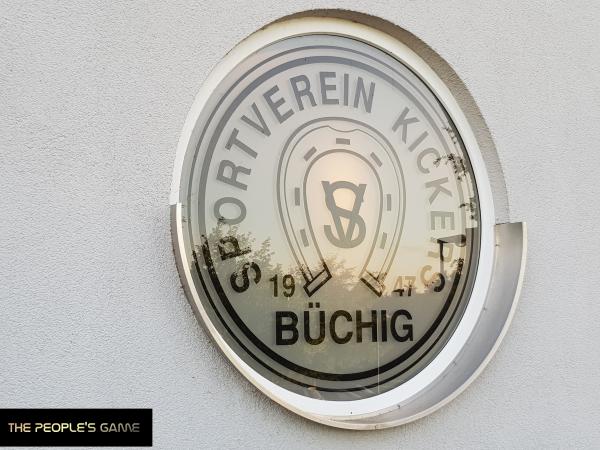 SPORTVEREIN KICKERS
SV
19 47
BÜCHIG
THE PEOPLE'S GAME